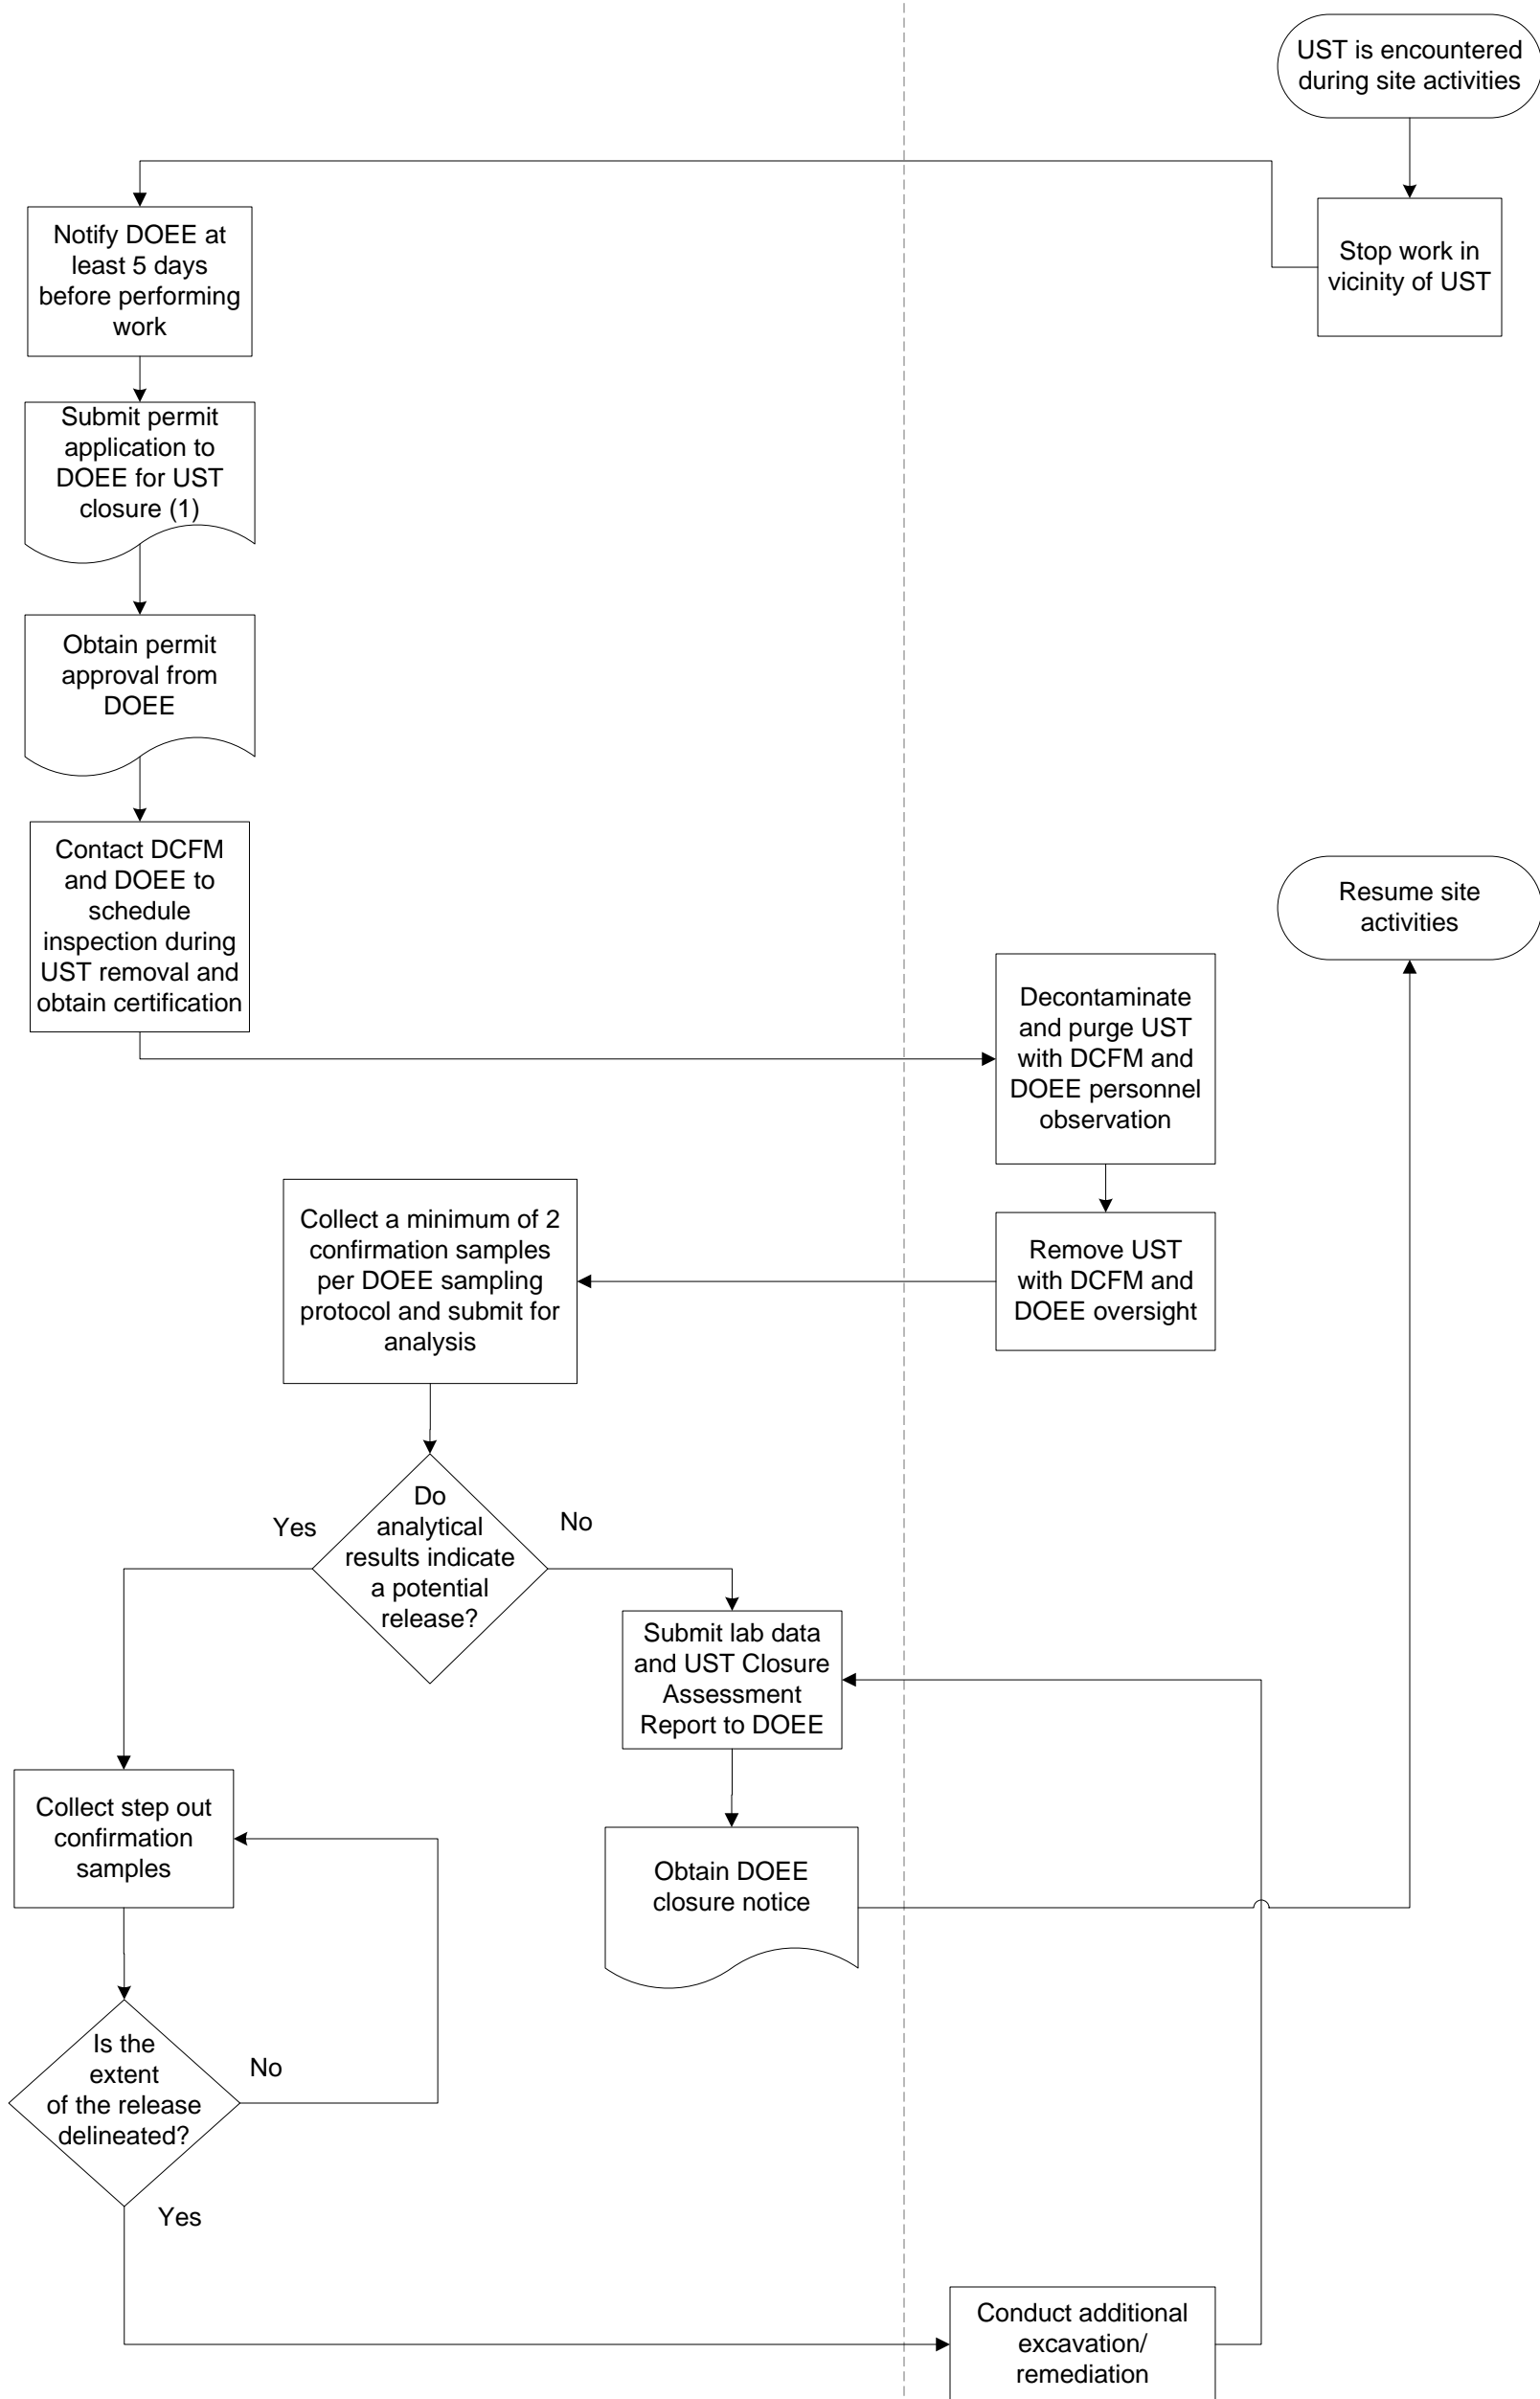 UST is encountered
during site activities
Stop work in
vicinity of UST
Notify DOEE at
least 5 days
before performing
work
Submit permit
application to
DOEE for UST
closure (1)
Obtain permit
approval from
DOEE
Contact DCFM
and DOEE to
schedule
inspection during
UST removal and
obtain certification
Resume site
activities
Decontaminate
and purge UST
with DCFM and
DOEE personnel
observation
Remove UST
with DCFM and
DOEE oversight
Collect a minimum of 2
confirmation samples
per DOEE sampling
protocol and submit for
analysis
Do
analytical
results indicate
a potential
release?
Yes
No
Submit lab data
and UST Closure
Assessment
Report to DOEE
Collect step out
confirmation
samples
Obtain DOEE
closure notice
Is the
extent
of the release
delineated?
No
Yes
Conduct additional
excavation/
remediation